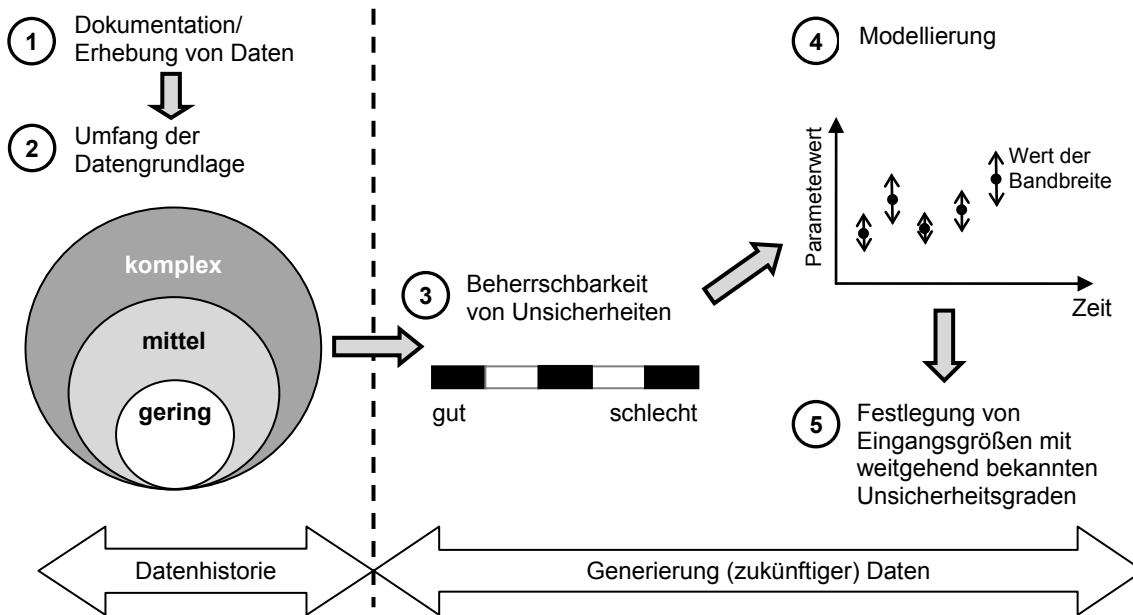 1
Dokumentation/
Erhebung von Daten
2
Umfang der
Datengrundlage
komplex
mittel
gering
3
Beherrschbarkeit
von Unsicherheiten
gut
schlecht
4
Modellierung
Parameterwert
Wert der
Bandbreite
Zeit
5
Festlegung von
Eingangsgrößen mit
weitgehend bekannten
Unsicherheitsgraden
Datenhistorie
Generierung (zukünftiger) Daten